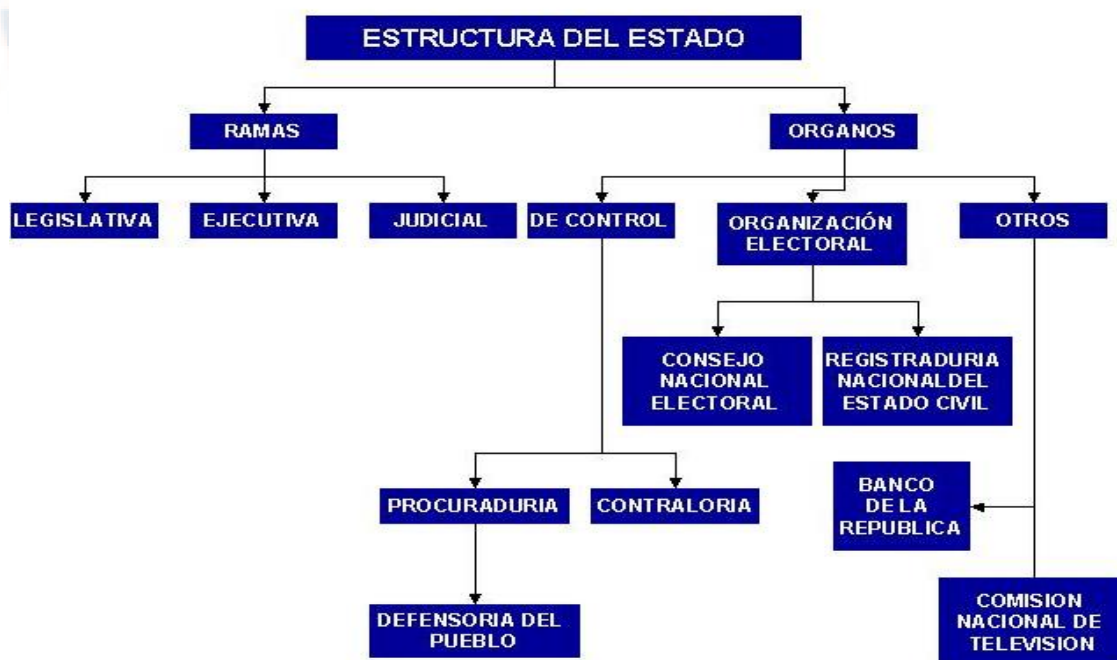 ESTRUCTURA DEL ESTADO
RAMAS
ORGANOS
LEGISLATIVA
EJECUTIVA
JUDICIAL
DE CONTROL
ORGANIZACIÓN
ELECTORAL
OTROS
CONSEJO
NACIONAL
ELECTORAL
REGISTRADURIA
NACIONAL DEL
ESTADO CIVIL
PROCURADURIA
CONTRALORIA
BANCO
DE LA
REPUBLICA
DEFENSORIA DEL
PUEBLO
COMISION
NACIONAL DE
TELEVISION